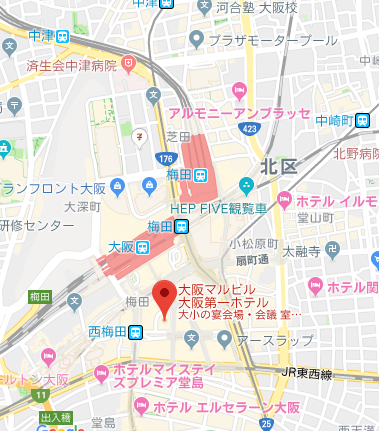 中津
河合塾 大阪校
中津
プラザモータープール
済生会中津病院
アルモニーアンブラッセ
芝田
423
中崎町
176
北区
北野病院
梅田
グランフロント大阪
HEP FIVE観覧車
ホテル イルモ
大深町
堂山町
研修センター
梅田
小松原町
大阪
扇町通
太融寺
梅田
梅田
大阪マルビル
大阪第一ホテル
大小の宴会場・会議 室…
ホテル関
西梅田
アースラップ
JR東西線
ルトン大阪
ホテルマイステイ
ズプレミア堂島
11
ホテル エルセラーン大阪
出入橋
堂島
25
Google